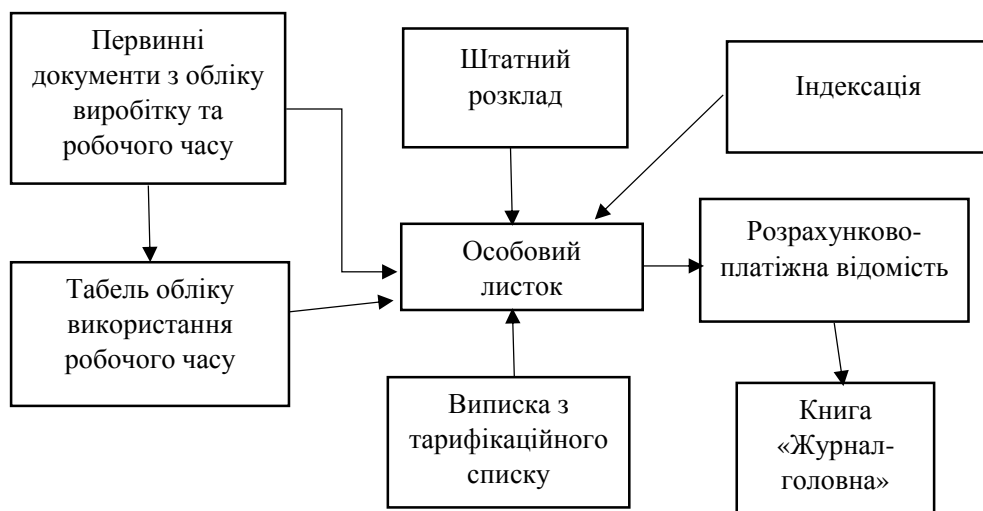 Первинні
документи з обліку
виробітку та
робочого часу
Штатний
розклад
Індексація
Особовий
листок
Розрахунково-
платіжна відомість
Табель обліку
використання
робочого часу
Виписка з
тарифікаційного
списку
Книга
«Журнал-
головна»